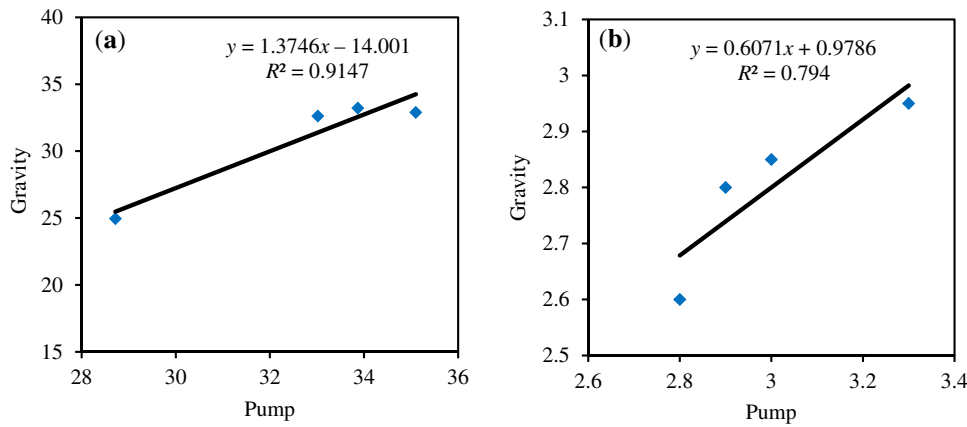 (a)
y = 1.3746x – 14.001
R² = 0.9147
Gravity
40
35
30
25
20
15
28
30
32
34
36
Pump
(b)
y = 0.6071x + 0.9786
R² = 0.794
Gravity
3.1
3
2.9
2.8
2.7
2.6
2.5
2.6
2.8
3
3.2
3.4
Pump